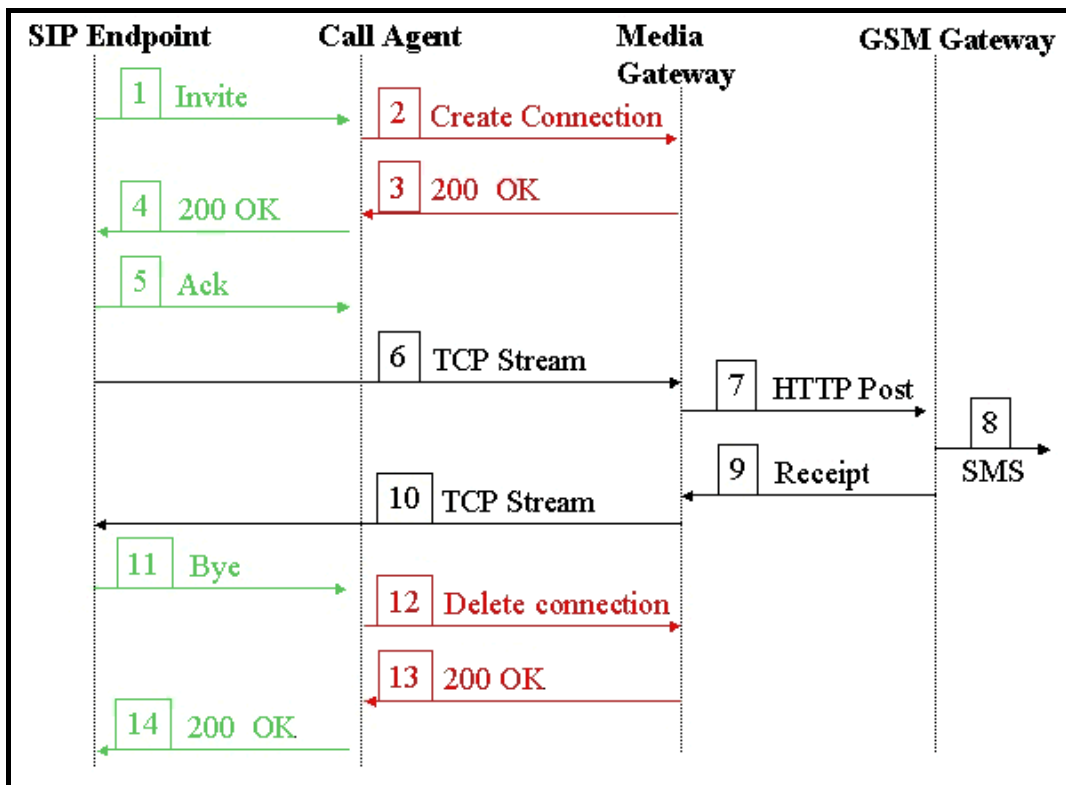 SIP Endpoint
Call Agent
Media
Gateway
GSM Gateway
1 Invite
2 Create Connection
3 200 OK
4 200 OK
5 Ack
6 TCP Stream
7 HTTP Post
8
SMS
9 Receipt
10 TCP Stream
11 Bye
12 Delete connection
13 200 OK
14 200 OK